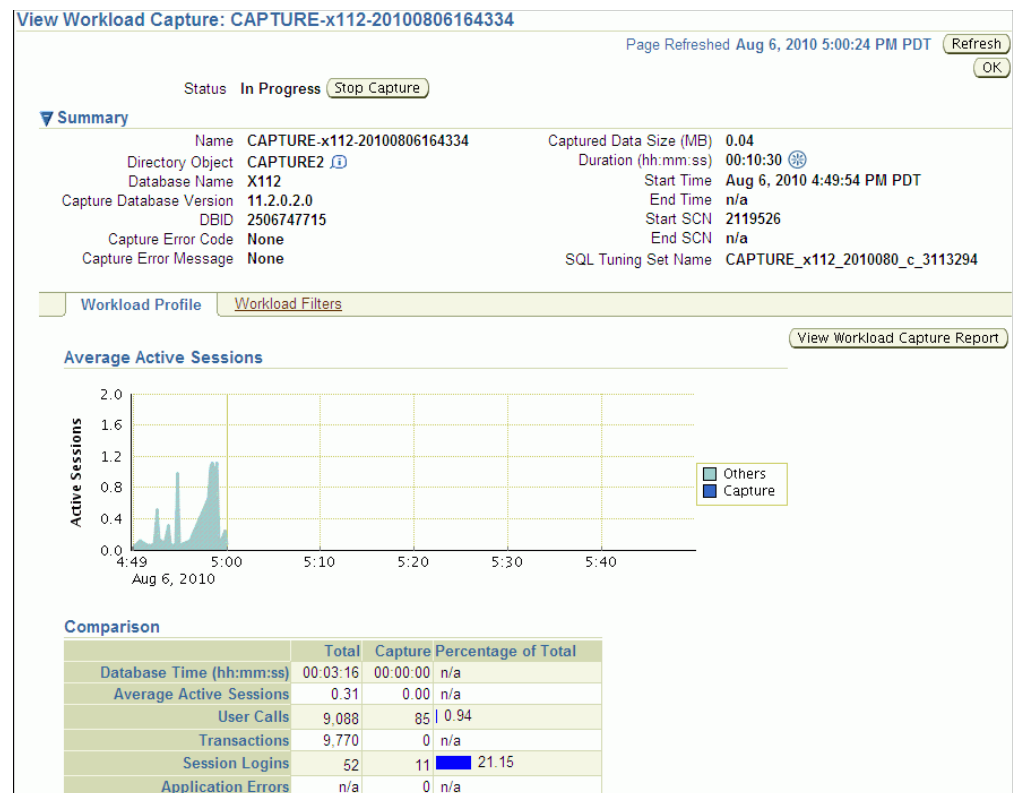 View Workload Capture: CAPTURE-x112-20100806164334
Page Refreshed Aug 6, 2010 5:00:24 PM PDT Refresh
OK
Status In Progress Stop Capture
Summary
Name CAPTURE-x112-20100806164334
Directory Object CAPTURE2
Database Name X112
Capture Database Version 11.2.0.2.0
DBID 2506747715
Capture Error Code None
Capture Error Message None
Captured Data Size (MB) 0.04
Duration (hh:mm:ss) 00:10:30
Start Time Aug 6, 2010 4:49:54 PM PDT
End Time n/a
Start SCN 2119526
End SCN n/a
SQL Tuning Set Name CAPTURE_x112_2010080_c_3113294
Workload Profile Workload Filters
View Workload Capture Report
Average Active Sessions
Active Sessions
2.0
1.6
1.2
0.8
0.4
0.0
4:49 5:00 5:10 5:20 5:30 5:40
Aug 6, 2010
Others
Capture
Comparison
Total Capture Percentage of Total
Database Time (hh:mm:ss) 00:03:16 00:00:00 n/a
Average Active Sessions 0.31 0.00 n/a
User Calls 9,088 85 0.94
Transactions 9,770 0 n/a
Session Logins 52 11 21.15
Application Errors n/a 0 n/a